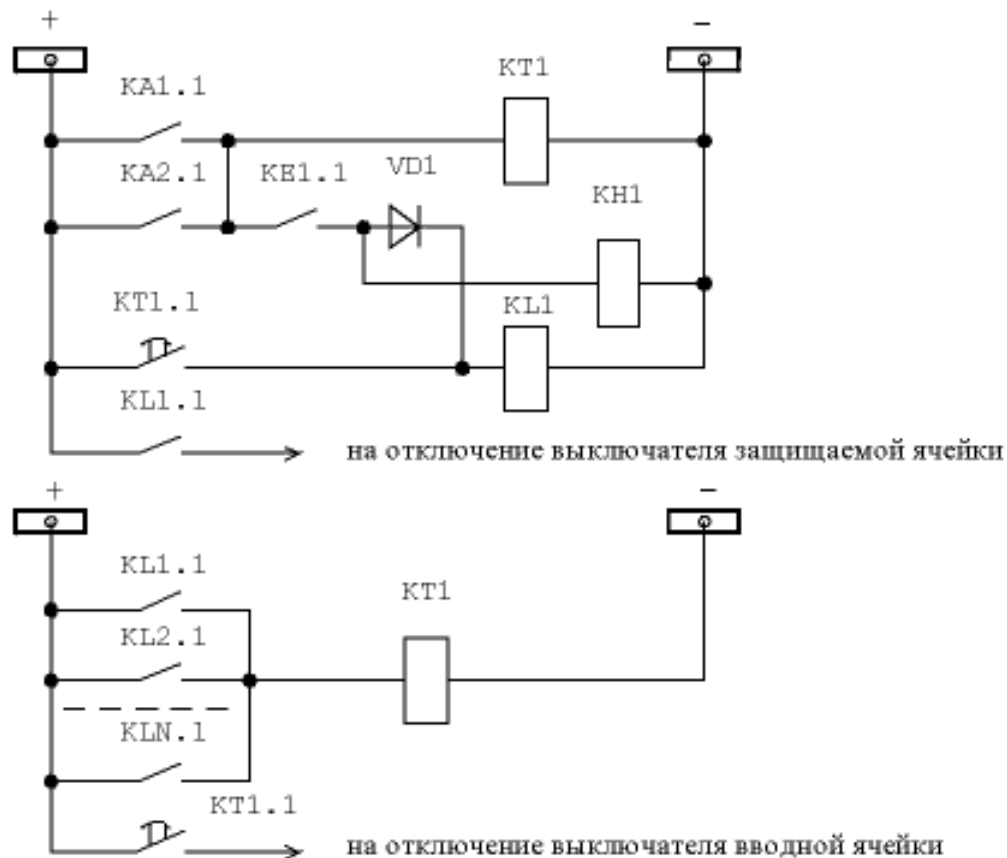 + −
KT1
KA1.1
KA2.1 KE1.1 VD1
KH1
KT1.1 KL1
KL1.1
на отключение выключателя защищаемой ячейки
+ −
KL1.1
KT1
KL2.1
KLN.1
KT1.1
на отключение выключателя вводной ячейки